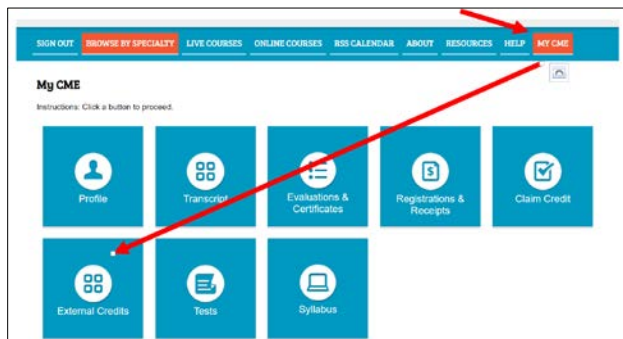 SIGN OUT BROWSE BY SPECIALTY LIVE COURSES ONLINE COURSES RSS CALENDAR ABOUT RESOURCES HELP MY CME
My CME
Instructions: Click a button to proceed.
Profile
Transcript
Evaluations &
Certificates
Registrations &
Receipts
Claim Credit
External Credits
Tests
Syllabus